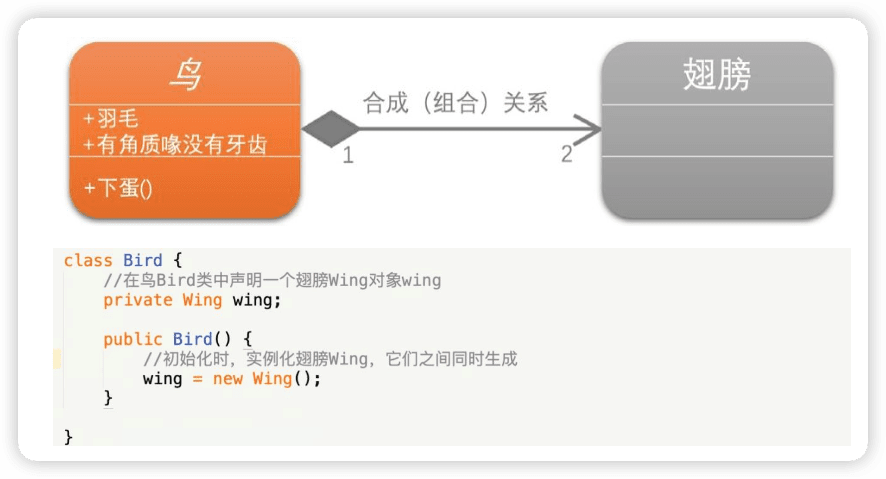 鸟
翅膀
合成（组合）关系
+羽毛
+有角质喙没有牙齿
1
2
+下蛋()
class Bird {
//在鸟Bird类中声明一个翅膀Wing对象wing
private Wing wing;
public Bird() {
//初始化时，实例化翅膀Wing，它们之间同时生成
wing = new Wing();
}
}